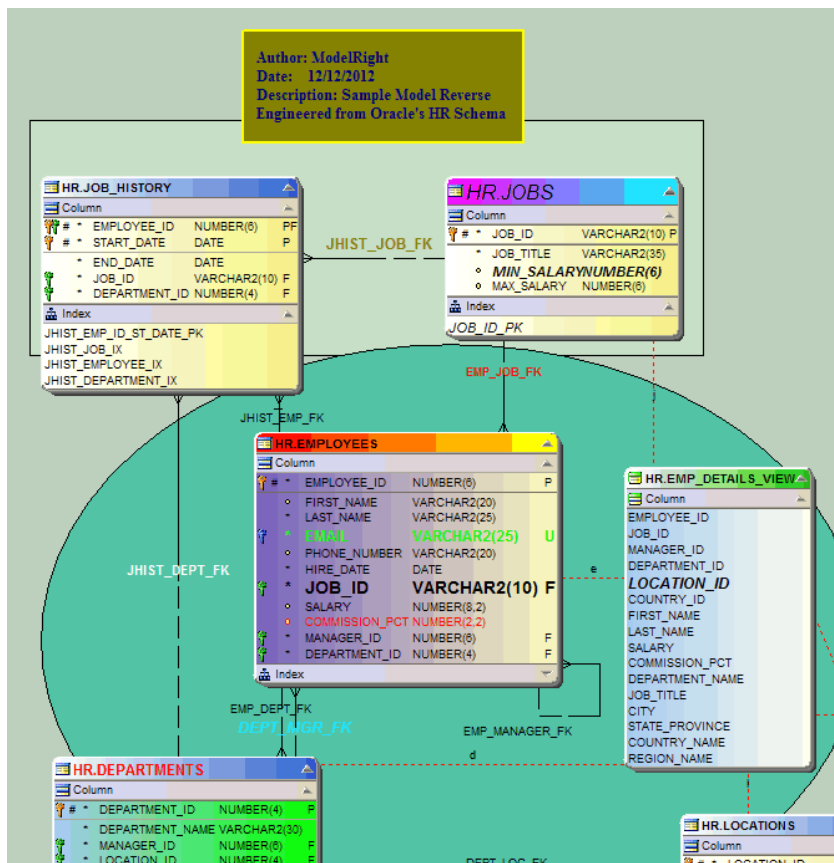 Author: ModelRight
Date: 12/12/2012
Description: Sample Model Reverse
Engineered from Oracle's HR Schema
HR.JOB_HISTORY
Column
# * EMPLOYEE_ID NUMBER(6) PF
# * START_DATE DATE P
* END_DATE DATE
* JOB_ID VARCHAR2(10) F
* DEPARTMENT_ID NUMBER(4) F
Index
JHIST_EMP_ID_ST_DATE_PK
JHIST_JOB_IX
JHIST_EMPLOYEE_IX
JHIST_DEPARTMENT_IX
JHIST_JOB_FK
HR.JOBS
Column
# * JOB_ID VARCHAR2(10) P
* JOB_TITLE VARCHAR2(35)
MIN_SALARY NUMBER(6)
MAX_SALARY NUMBER(6)
Index
JOB_ID_PK
EMP_JOB_FK
JHIST_EMP_FK
HR.EMPLOYEES
Column
# * EMPLOYEE_ID NUMBER(6) P
FIRST_NAME VARCHAR2(20)
* LAST_NAME VARCHAR2(25)
* EMAIL VARCHAR2(25) U
PHONE_NUMBER VARCHAR2(20)
* HIRE_DATE DATE
* JOB_ID VARCHAR2(10) F
SALARY NUMBER(8,2)
COMMISSION_PCT NUMBER(2,2)
* MANAGER_ID NUMBER(6) F
* DEPARTMENT_ID NUMBER(4) F
Index
JHIST_DEPT_FK
e
HR.EMP_DETAILS_VIEW
Column
EMPLOYEE_ID
JOB_ID
MANAGER_ID
DEPARTMENT_ID
LOCATION_ID
COUNTRY_ID
FIRST_NAME
LAST_NAME
SALARY
COMMISSION_PCT
DEPARTMENT_NAME
JOB_TITLE
CITY
STATE_PROVINCE
COUNTRY_NAME
REGION_NAME
EMP_DEPT_FK
DEPT_MGR_FK
EMP_MANAGER_FK
d
HR.DEPARTMENTS
Column
# * DEPARTMENT_ID NUMBER(4) P
* DEPARTMENT_NAME VARCHAR2(30)
* MANAGER_ID NUMBER(6) F
* LOCATION_ID NUMBER(4) F
DEPT_LOC_FK
HR.LOCATIONS
Column
# * LOCATION_ID